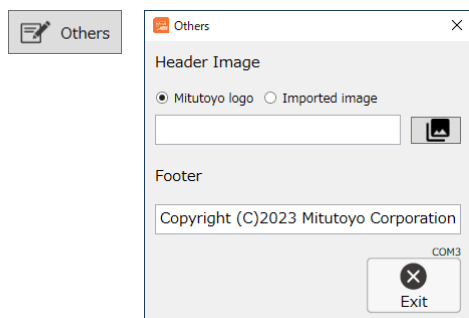 Others
Others
Header Image
Mitutoyo logo Imported image
Footer
Copyright (C)2023 Mitutoyo Corporation
COM3
Exit